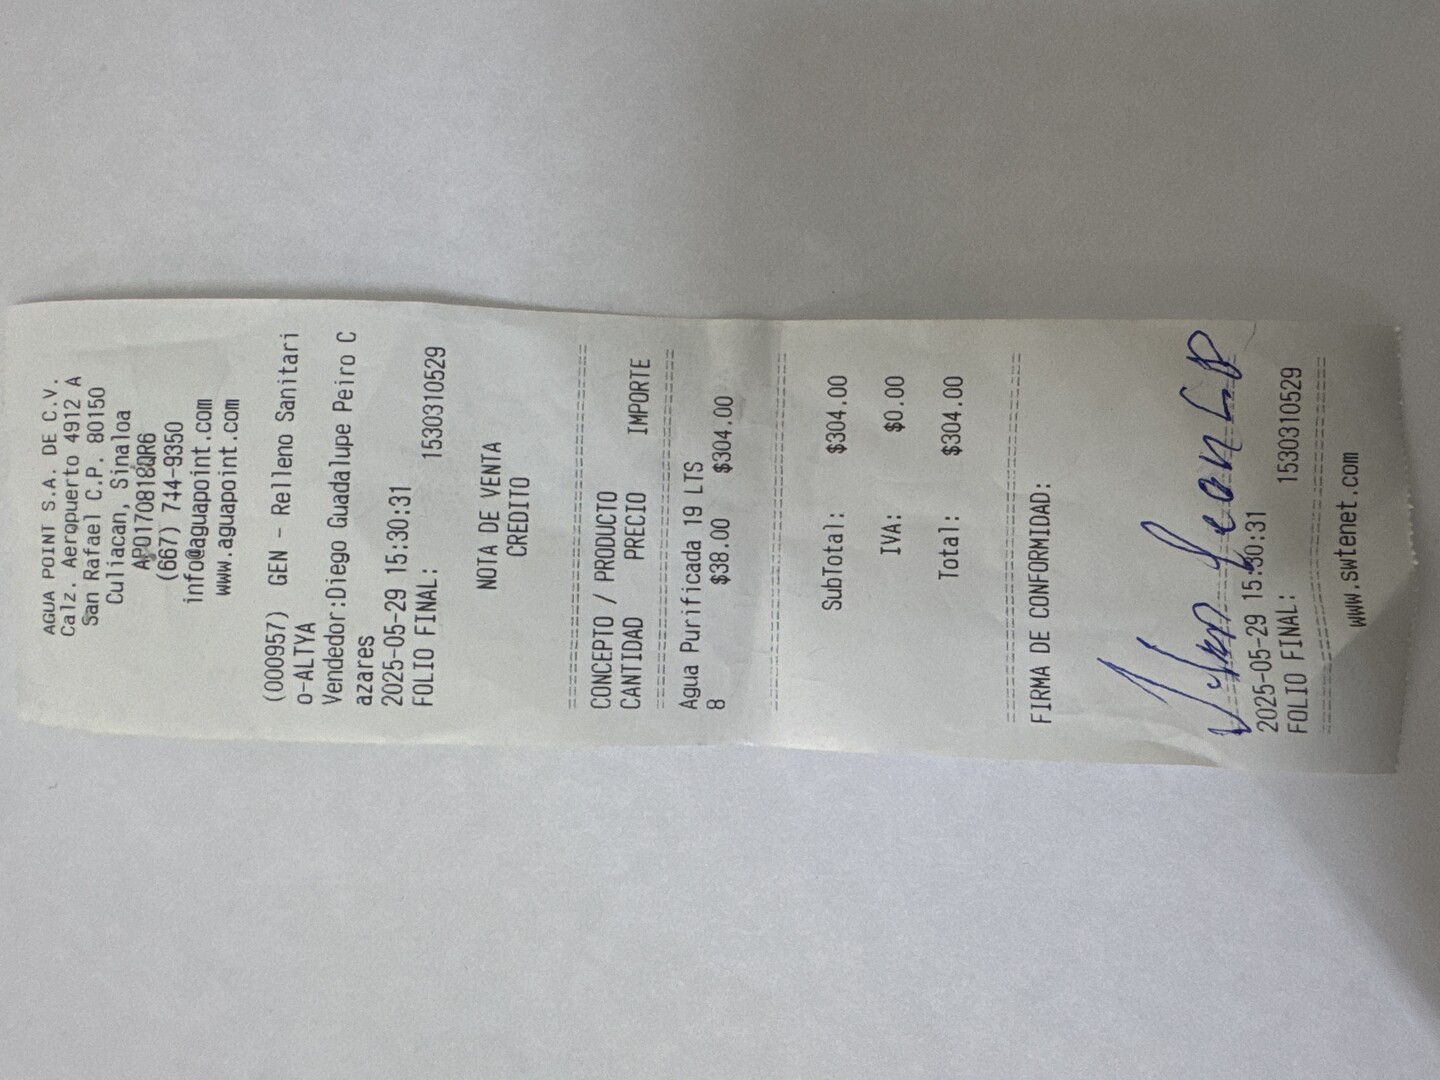 AGUA POINT S.A. DE C.V.
Calz. Aeropuerto 4912 A
San Rafael C.P. 80150
Culiacan, Sinaloa
APO170818QR6
(667) 744-9350
info@aguapoint.com
www.aguapoint.com
(000957) GEN - Relleno Sanitari
o-ALTYA
Vendedor:Diego Guadalupe Peiro C
azares
2025-05-29 15:30:31
FOLIO FINAL: 1530310529
NOTA DE VENTA
CREDITO
================================
CONCEPTO / PRODUCTO
CANTIDAD PRECIO IMPORTE
================================
Agua Purificada 19 LTS
8 $38.00 $304.00
================================
SubTotal: $304.00
IVA: $0.00
Total: $304.00
================================
FIRMA DE CONFORMIDAD:
2025-05-29 15:30:31
FOLIO FINAL: 1530310529
================================
www.swtenet.com